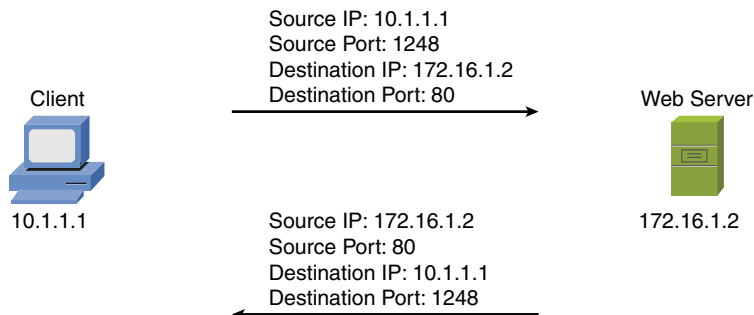 Source IP: 10.1.1.1
Source Port: 1248
Destination IP: 172.16.1.2
Destination Port: 80
Client
Web Server
10.1.1.1
172.16.1.2
Source IP: 172.16.1.2
Source Port: 80
Destination IP: 10.1.1.1
Destination Port: 1248